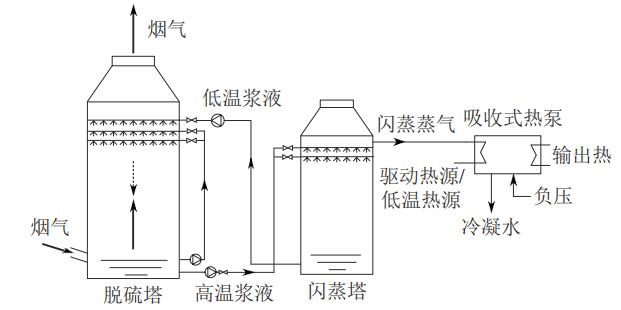 烟气
低温浆液
闪蒸蒸气
吸收式热泵
输出热
驱动热源/
低温热源
负压
冷凝水
烟气
脱硫塔
高温浆液
闪蒸塔